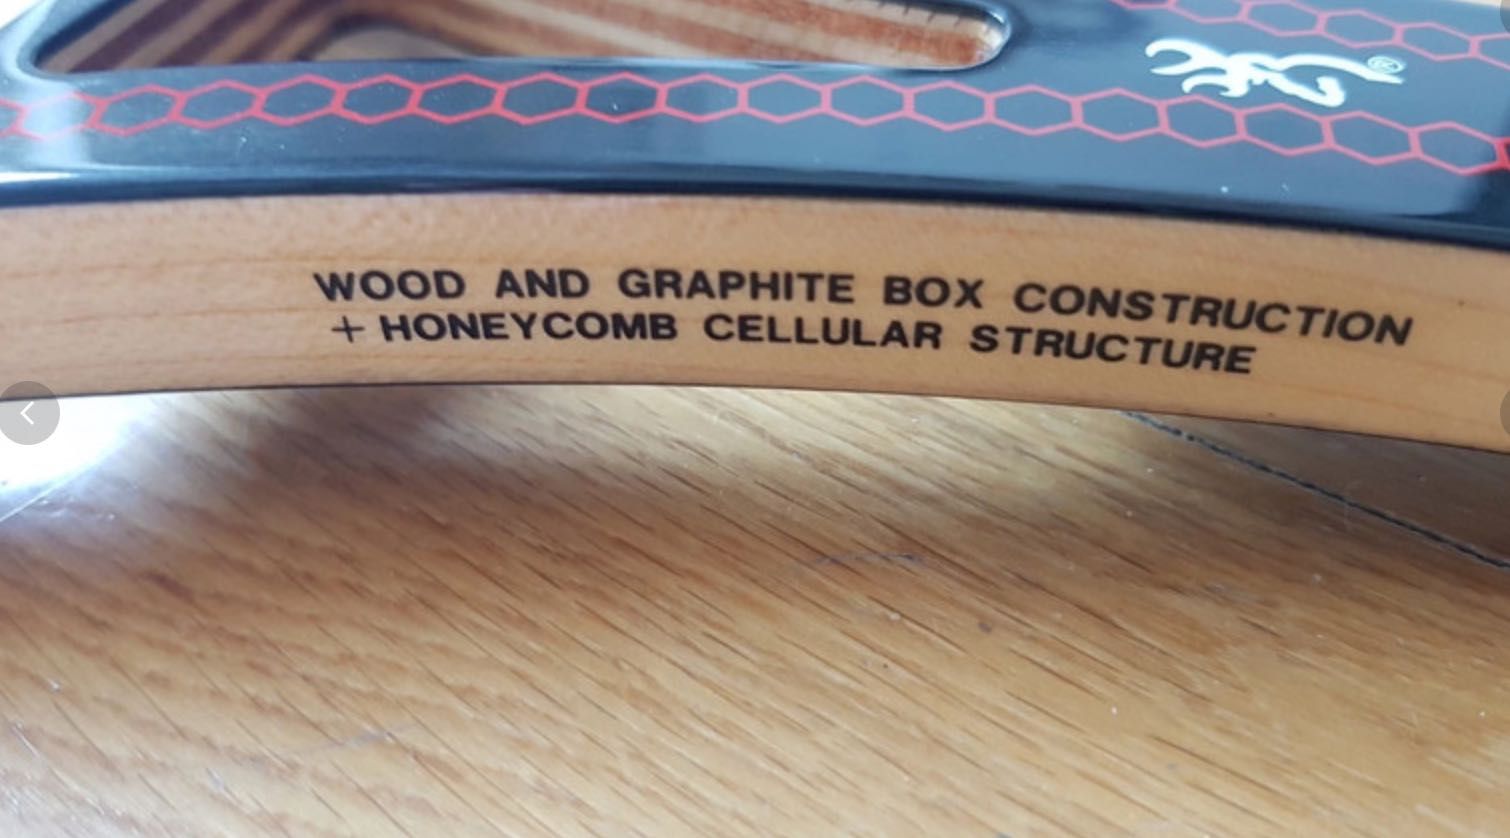 WOOD AND GRAPHITE BOX CONSTRUCTION
+ HONEYCOMB CELLULAR STRUCTURE
®